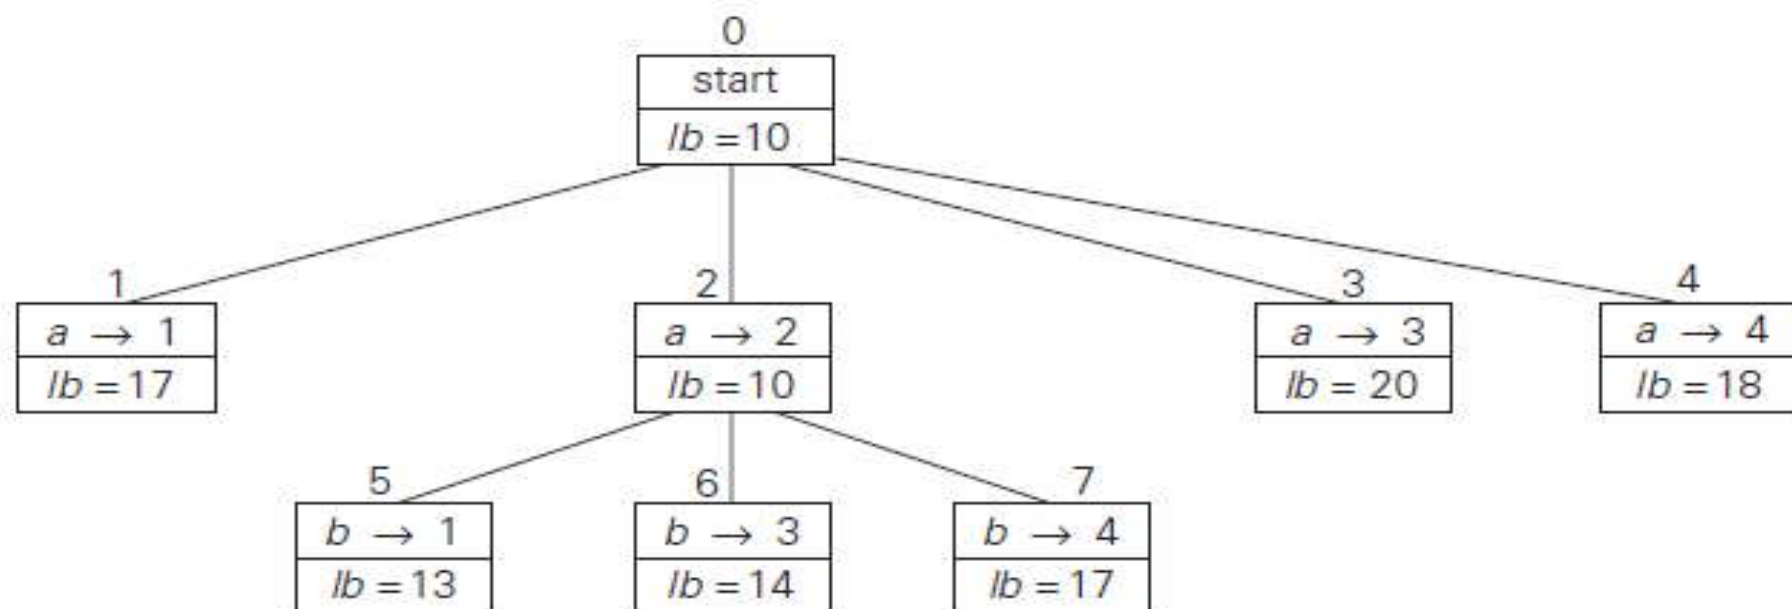 0
start
lb = 10
1 2 3 4
a → 1 a → 2 a → 3 a → 4
lb = 17 lb = 10 lb = 20 lb = 18
5 6 7
b → 1 b → 3 b → 4
lb = 13 lb = 14 lb = 17